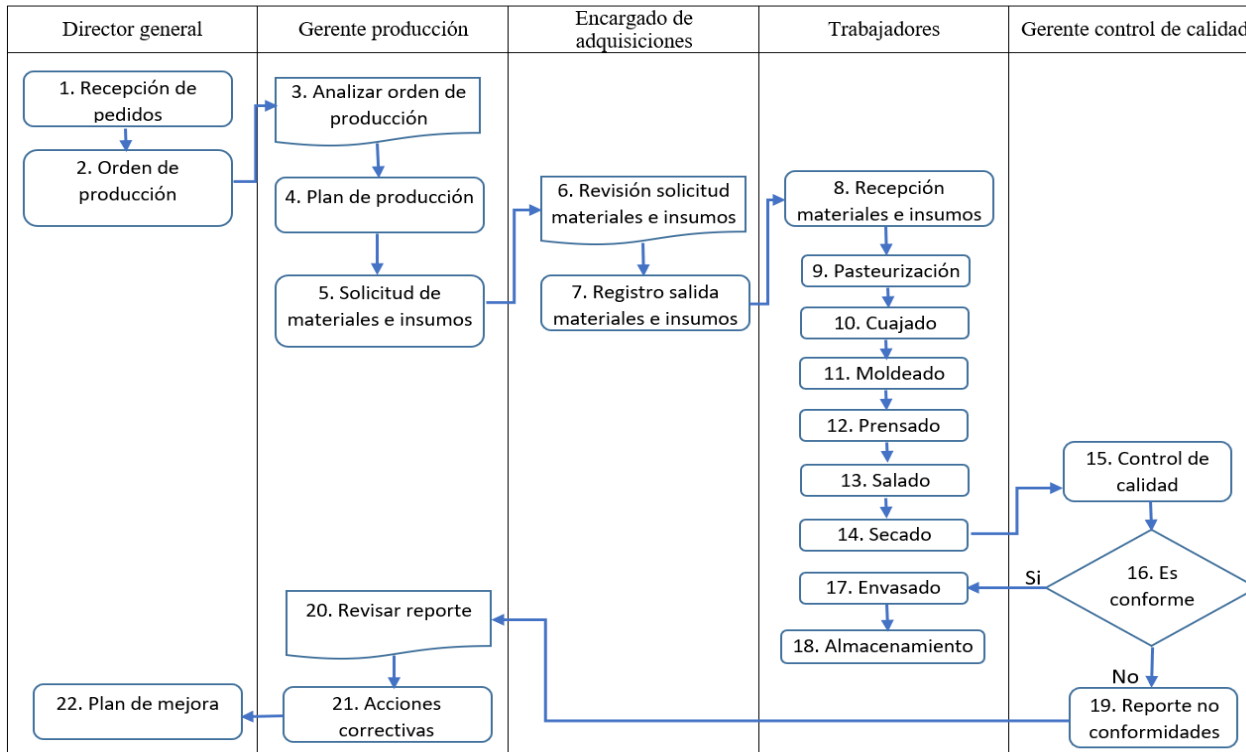 Director general
Gerente producción
Encargado de
adquisiciones
Trabajadores
Gerente control de calidad
1. Recepción de
pedidos
2. Orden de
producción
3. Analizar orden de
producción
4. Plan de producción
5. Solicitud de
materiales e insumos
6. Revisión solicitud
materiales e insumos
7. Registro salida
materiales e insumos
8. Recepción
materiales e insumos
9. Pasteurización
10. Cuajado
11. Moldeado
12. Prensado
13. Salado
14. Secado
15. Control de
calidad
16. Es
conforme
Si
17. Envasado
18. Almacenamiento
No
19. Reporte no
conformidades
20. Revisar reporte
21. Acciones
correctivas
22. Plan de mejora